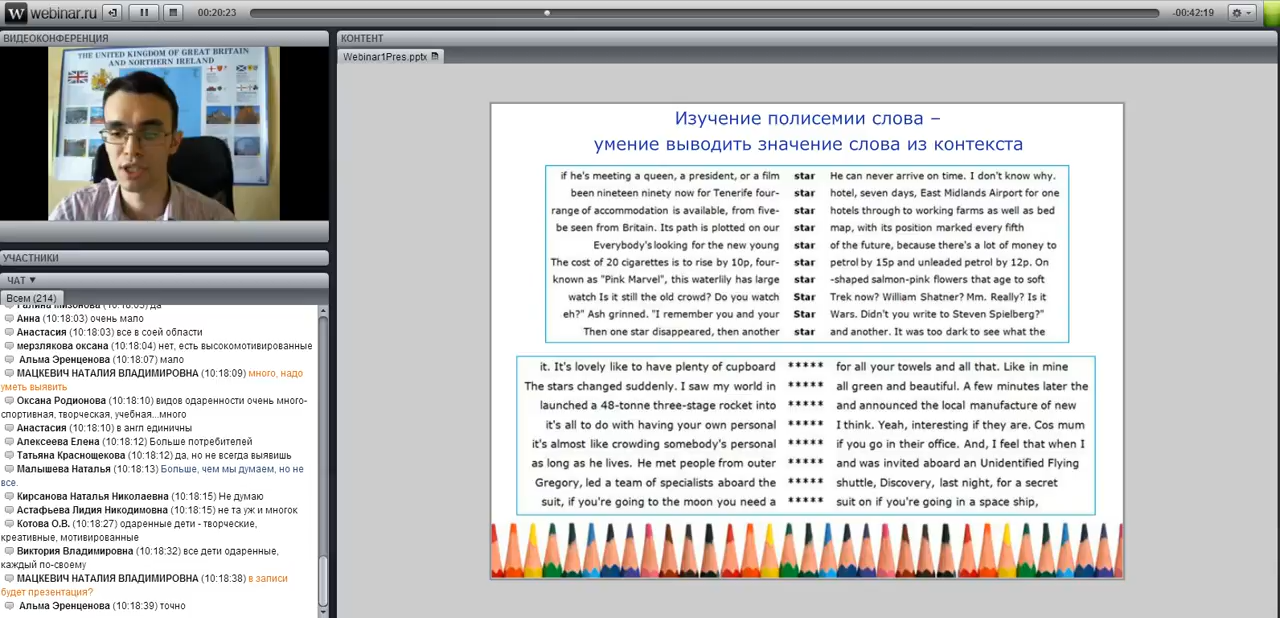 W webinar.ru
00:20:23
-00:42:19
ВИДЕОКОНФЕРЕНЦИЯ
THE UNITED KINGDOM OF GREAT BRITAIN
AND NORTHERN IRELAND
УЧАСТНИКИ
ЧАТ
Всем (214)
Галина Мизонова (10:18:03) да
Анна (10:18:03) очень мало
Анастасия (10:18:03) все в соей области
мерзлякова оксана (10:18:04) нет, есть высокомотивированные
Альма Эренценова (10:18:07) мало
МАЦКЕВИЧ НАТАЛИЯ ВЛАДИМИРОВНА (10:18:09) много, надо
уметь выявить
Оксана Родионова (10:18:10) видов одаренности очень много-
спортивная, творческая, учебная...много
Анастасия (10:18:10) в англ единичны
Алексеева Елена (10:18:12) Больше потребителей
Татьяна Краснощекова (10:18:12) да, но не всегда выявишь
Малышева Наталья (10:18:13) Больше, чем мы думаем, но не
все.
Кирсанова Наталья Николаевна (10:18:15) Не думаю
Астафьева Лидия Никодимовна (10:18:15) не та уж и многок
Котова О.В. (10:18:27) одаренные дети - творческие,
креативные, мотивированные
Виктория Владимировна (10:18:32) все дети одаренные,
каждый по-своему
МАЦКЕВИЧ НАТАЛИЯ ВЛАДИМИРОВНА (10:18:38) в записи
будет презентация?
Альма Эренценова (10:18:39) точно
КОНТЕНТ
Webinar1Pres.pptx
Изучение полисемии слова –
умение выводить значение слова из контекста
if he's meeting a queen, a president, or a film star He can never arrive on time. I don't know why.
been nineteen ninety now for Tenerife four- star hotel, seven days, East Midlands Airport for one
range of accommodation is available, from five- star hotels through to working farms as well as bed
be seen from Britain. Its path is plotted on our star map, with its position marked every fifth
Everybody's looking for the new young star of the future, because there's a lot of money to
The cost of 20 cigarettes is to rise by 10p, four- star petrol by 15p and unleaded petrol by 12p. On
known as "Pink Marvel", this waterlily has large star -shaped salmon-pink flowers that age to soft
watch Is it still the old crowd? Do you watch Star Trek now? William Shatner? Mm. Really? Is it
eh?" Ash grinned. "I remember you and your Star Wars. Didn't you write to Steven Spielberg?"
Then one star disappeared, then another star and another. It was too dark to see what the
it. It's lovely like to have plenty of cupboard ***** for all your towels and all that. Like in mine
The stars changed suddenly. I saw my world in ***** all green and beautiful. A few minutes later the
launched a 48-tonne three-stage rocket into ***** and announced the local manufacture of new
it's all to do with having your own personal ***** I think. Yeah, interesting if they are. Cos mum
it's almost like crowding somebody's personal ***** if you go in their office. And, I feel that when I
as long as he lives. He met people from outer ***** and was invited aboard an Unidentified Flying
Gregory, led a team of specialists aboard the ***** shuttle, Discovery, last night, for a secret
suit, if you're going to the moon you need a ***** suit on if you're going in a space ship,